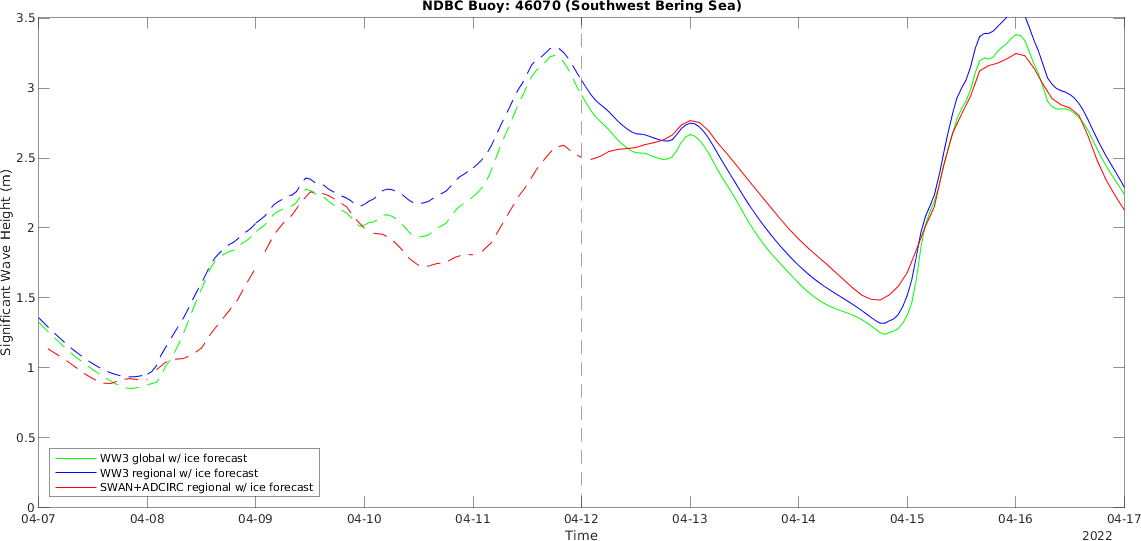 NDBC Buoy: 46070 (Southwest Bering Sea)
3.5
3
2.5
2
1.5
1
0.5
0
Significant Wave Height (m)
WW3 global w/ ice forecast
WW3 regional w/ ice forecast
SWAN+ADCIRC regional w/ ice forecast
04-07 04-08 04-09 04-10 04-11 04-12 04-13 04-14 04-15 04-16 04-17
Time
2022